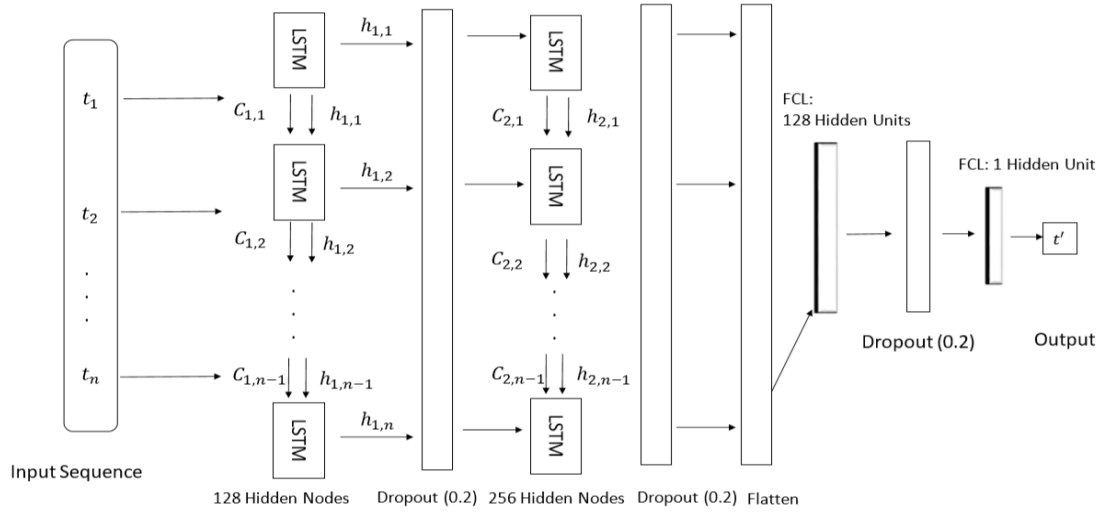 LSTM
h_{1,1}
LSTM
t_1
C_{1,1}
h_{1,1}
C_{2,1}
h_{2,1}
FCL:
128 Hidden Units
LSTM
h_{1,2}
LSTM
FCL: 1 Hidden Unit
t_2
C_{1,2}
h_{1,2}
C_{2,2}
h_{2,2}
t'
.
.
.
.
.
.
.
.
.
Dropout (0.2)
Output
t_n
C_{1,n−1}
h_{1,n−1}
C_{2,n−1}
h_{2,n−1}
LSTM
h_{1,n}
LSTM
Input Sequence
128 Hidden Nodes
Dropout (0.2)
256 Hidden Nodes
Dropout (0.2)
Flatten